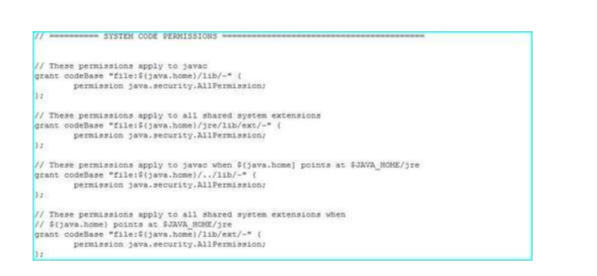 // ========== SYSTEM CODE PERMISSIONS =========================================
// These permissions apply to javac
grant codeBase "file:${java.home}/lib/-" {
permission java.security.AllPermission;
};
// These permissions apply to all shared system extensions
grant codeBase "file:${java.home}/jre/lib/ext/-" {
permission java.security.AllPermission;
};
// These permissions apply to javac when ${java.home] points at $JAVA_HOME/jre
grant codeBase "file:${java.home}/../lib/-" {
permission java.security.AllPermission;
};
// These permissions apply to all shared system extensions when
// ${java.home} points at $JAVA_HOME/jre
grant codeBase "file:${java.home}/lib/ext/-" {
permission java.security.AllPermission;
};